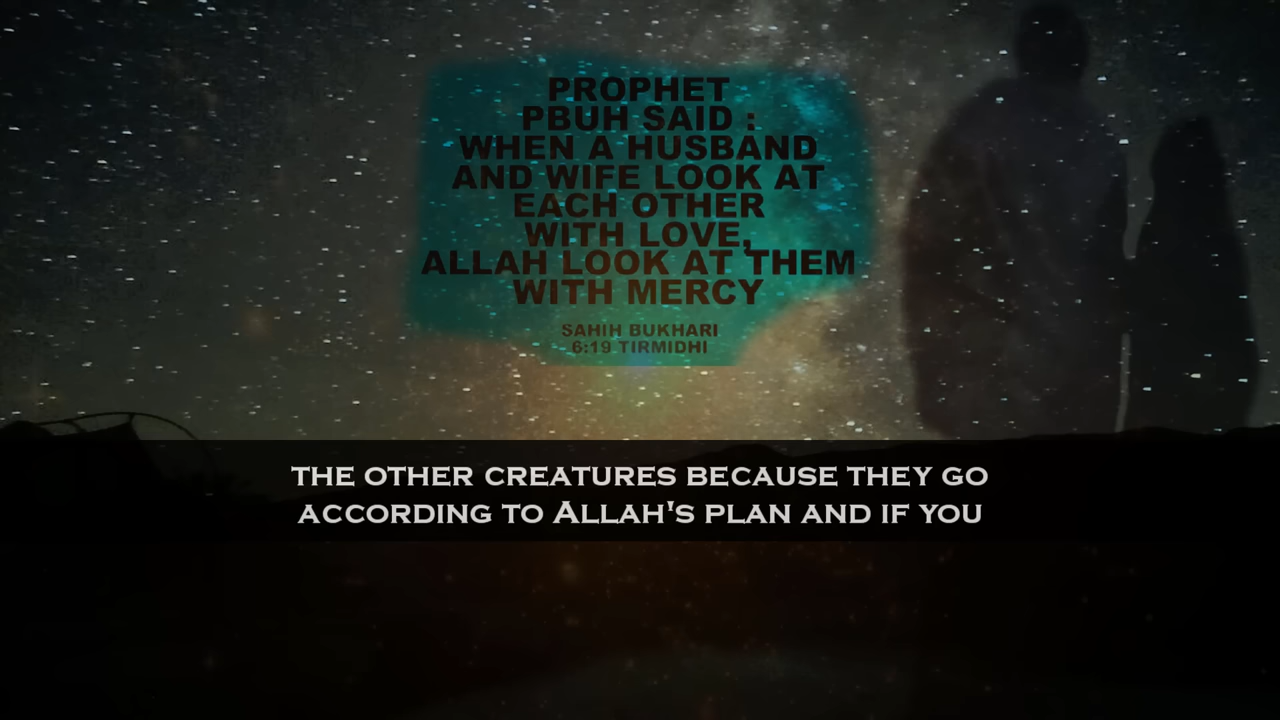 PROPHET
PBUH SAID :
WHEN A HUSBAND
AND WIFE LOOK AT
EACH OTHER
WITH LOVE,
ALLAH LOOK AT THEM
WITH MERCY
SAHIH BUKHARI
6:19 TIRMIDHI
THE OTHER CREATURES BECAUSE THEY GO
ACCORDING TO ALLAH'S PLAN AND IF YOU